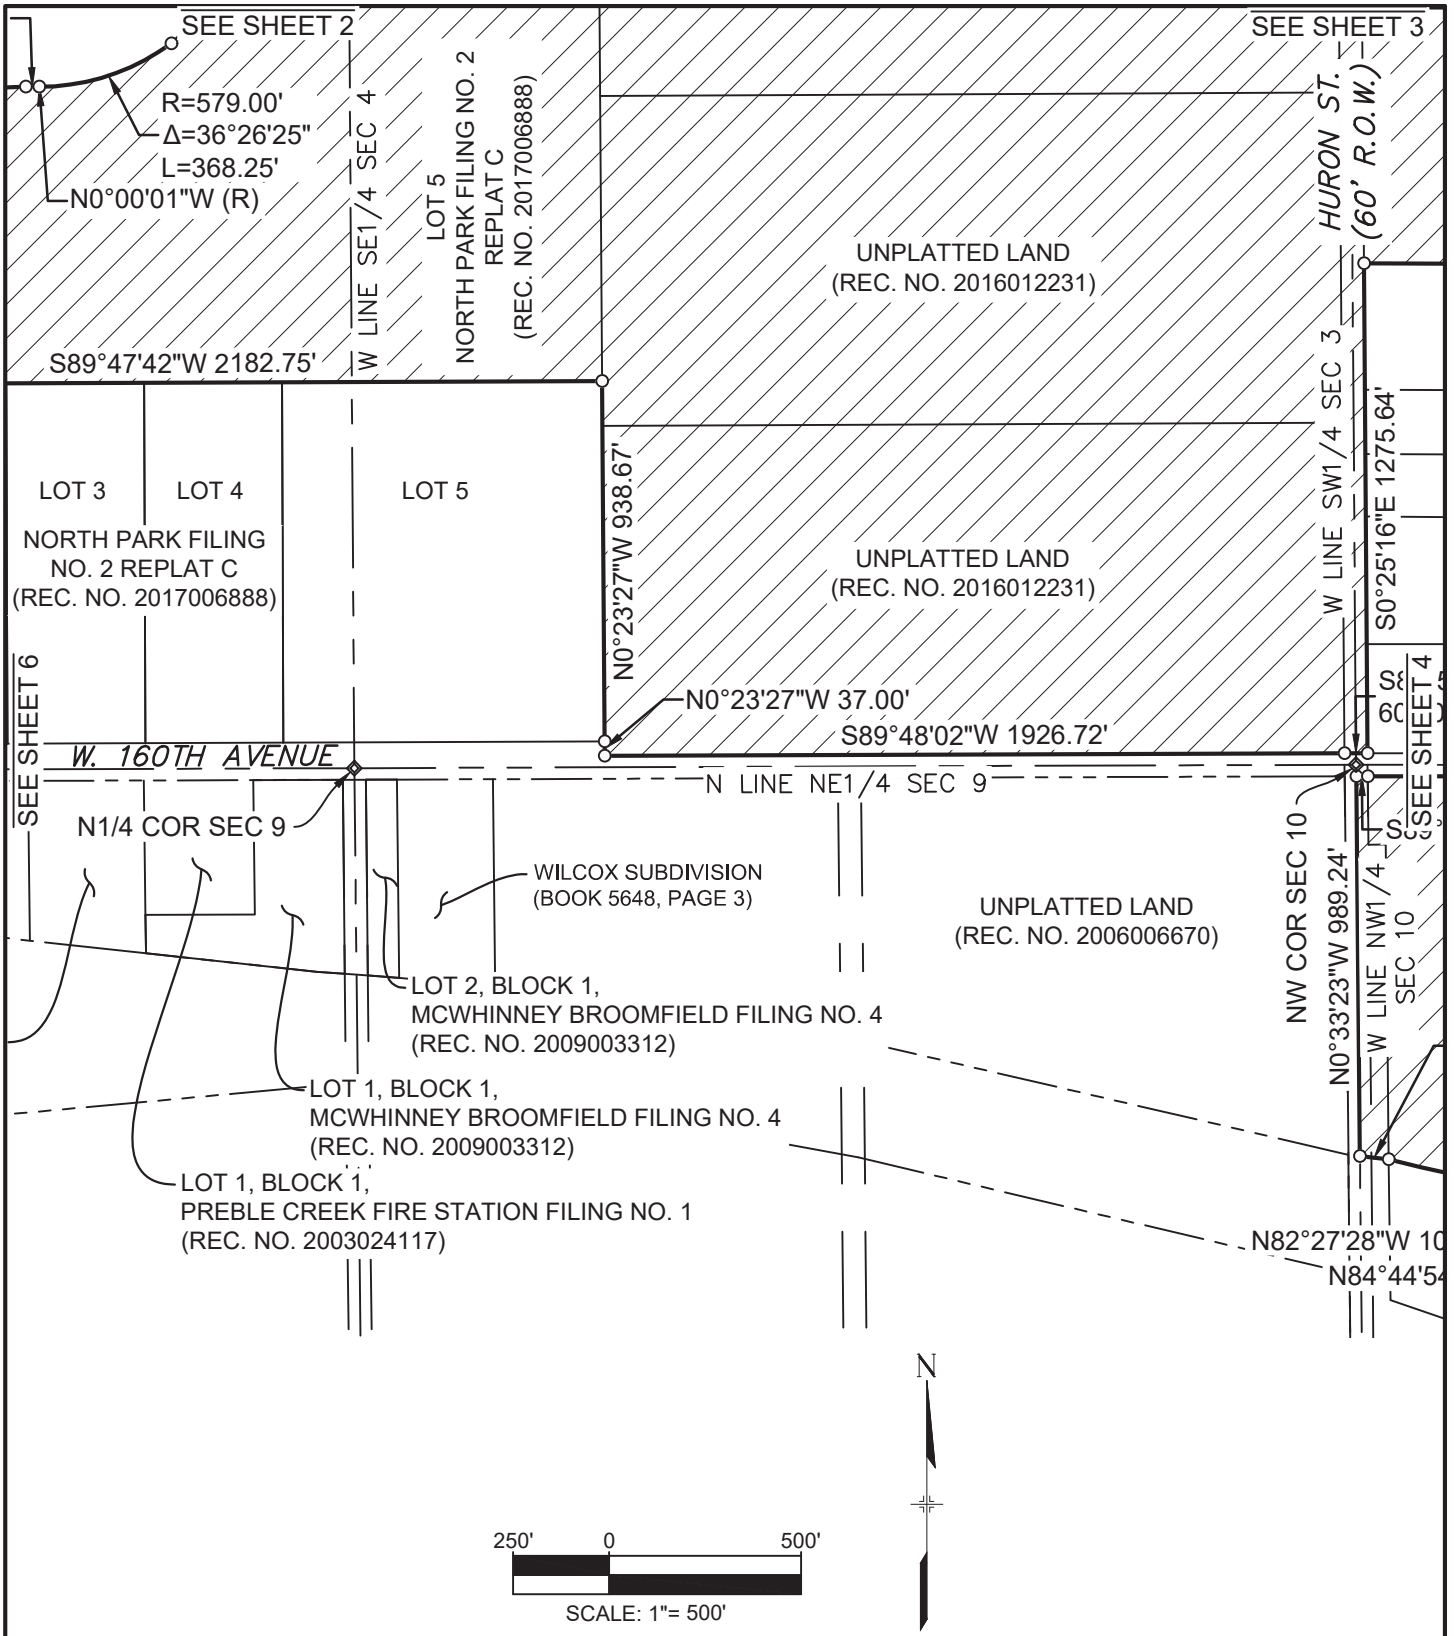 SEE SHEET 2
SEE SHEET 3
R=579.00'
Δ=36°26'25"
L=368.25'
N0°00'01"W (R)
W LINE SE1/4 SEC 4
LOT 5
NORTH PARK FILING NO. 2
REPLAT C
(REC. NO. 2017006888)
HURON ST.
(60' R.O.W.)
UNPLATTED LAND
(REC. NO. 2016012231)
S89°47'42"W 2182.75'
W LINE SW1/4 SEC 3
S0°25'16"E 1275.64'
LOT 3
LOT 4
LOT 5
N0°23'27"W 938.67'
NORTH PARK FILING
NO. 2 REPLAT C
(REC. NO. 2017006888)
UNPLATTED LAND
(REC. NO. 2016012231)
SEE SHEET 6
SEE SHEET 4
N0°23'27"W 37.00'
S89°48'02"W 1926.72'
W. 160TH AVENUE
N LINE NE1/4 SEC 9
N1/4 COR SEC 9
NW COR SEC 10
WILCOX SUBDIVISION
(BOOK 5648, PAGE 3)
UNPLATTED LAND
(REC. NO. 2006006670)
N0°33'23"W 989.24'
W LINE NW1/4
SEC 10
LOT 2, BLOCK 1,
MCWHINNEY BROOMFIELD FILING NO. 4
(REC. NO. 2009003312)
LOT 1, BLOCK 1,
MCWHINNEY BROOMFIELD FILING NO. 4
(REC. NO. 2009003312)
LOT 1, BLOCK 1,
PREBLE CREEK FIRE STATION FILING NO. 1
(REC. NO. 2003024117)
N82°27'28"W 10
N84°44'54
N
250' 0 500'
SCALE: 1"= 500'